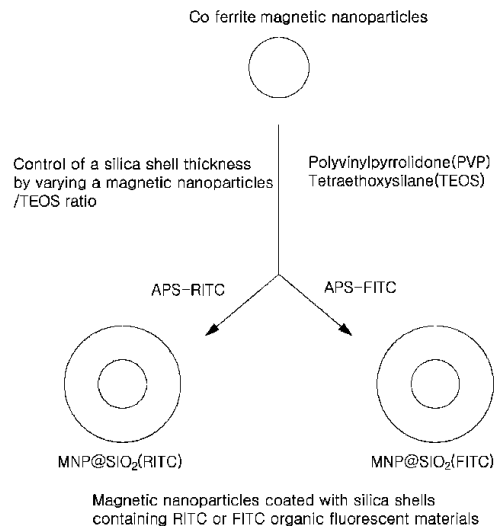 Co ferrite magnetic nanoparticles
Control of a silica shell thickness
by varying a magnetic nanoparticles
/TEOS ratio
Polyvinylpyrrolidone(PVP)
Tetraethoxysilane(TEOS)
APS-RITC
APS-FITC
MNP@SIO₂(RITC)
MNP@SIO₂(FITC)
Magnetic nanoparticles coated with silica shells
containing RITC or FITC organic fluorescent materials